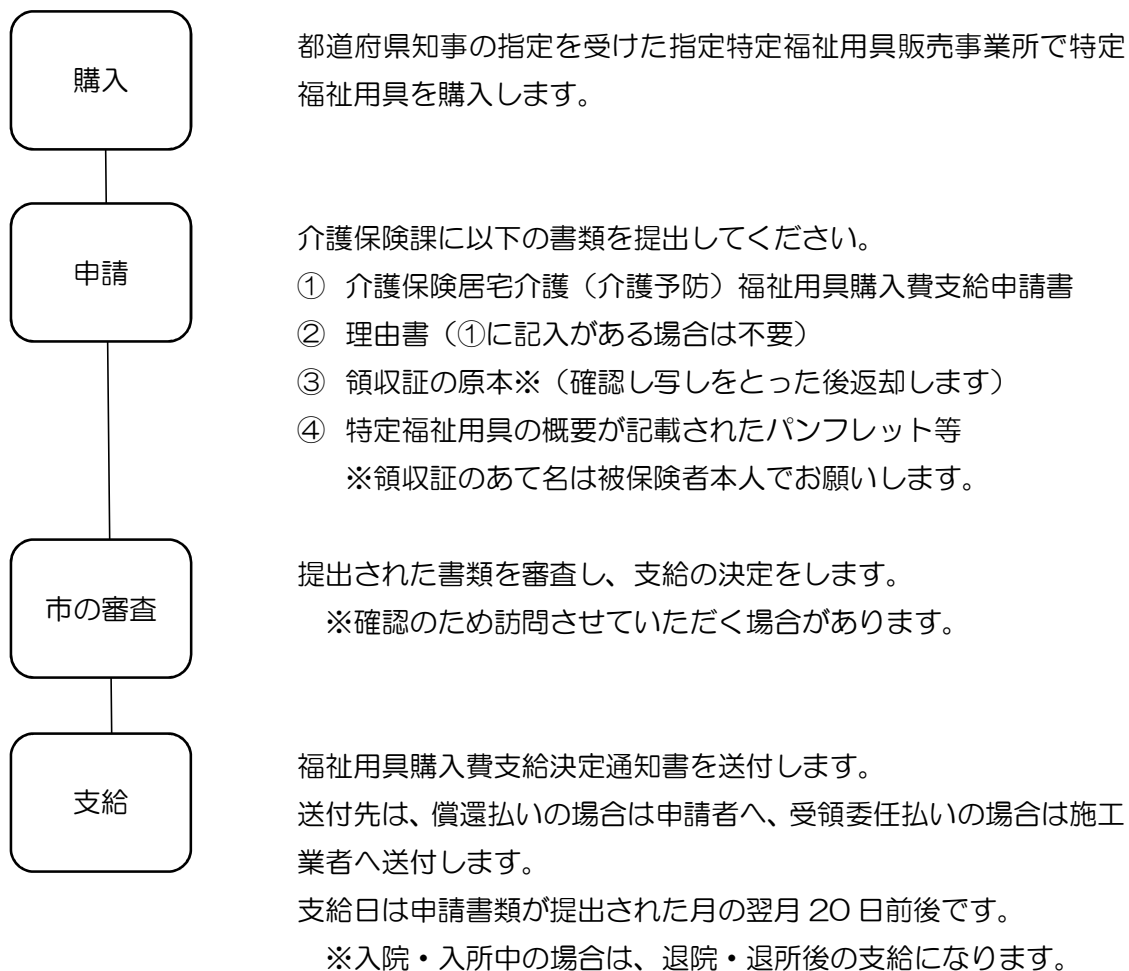 購入
都道府県知事の指定を受けた指定特定福祉用具販売事業所で特定
福祉用具を購入します。
申請
介護保険課に以下の書類を提出してください。
① 介護保険居宅介護（介護予防）福祉用具購入費支給申請書
② 理由書（①に記入がある場合は不要）
③ 領収証の原本※（確認し写しをとった後返却します）
④ 特定福祉用具の概要が記載されたパンフレット等
※領収証のあて名は被保険者本人でお願いします。
市の審査
提出された書類を審査し、支給の決定をします。
※確認のため訪問させていただく場合があります。
支給
福祉用具購入費支給決定通知書を送付します。
送付先は、償還払いの場合は申請者へ、受領委任払いの場合は施工
業者へ送付します。
支給日は申請書類が提出された月の翌月 20 日前後です。
※入院・入所中の場合は、退院・退所後の支給になります。